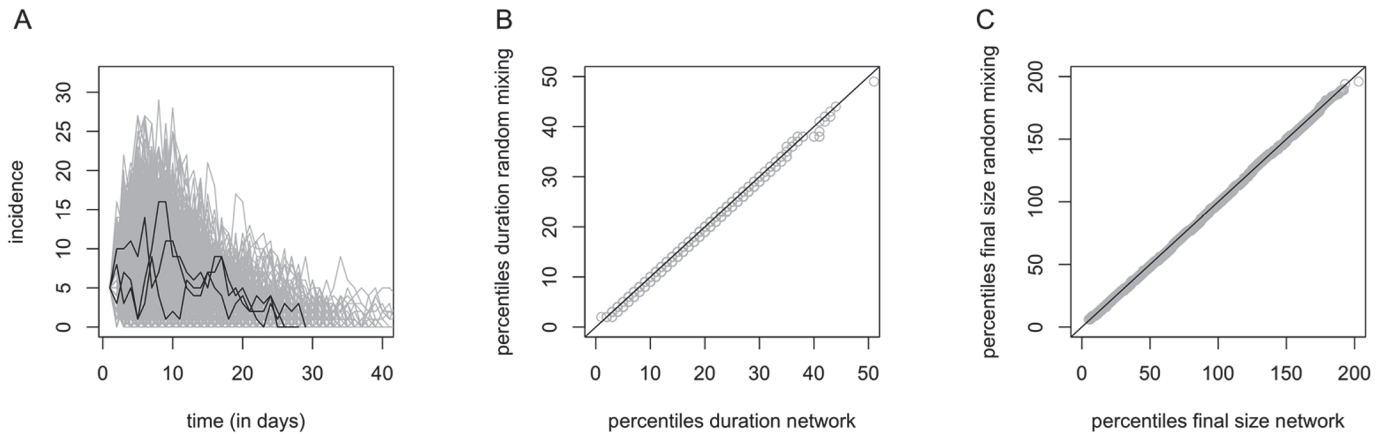 A
B
C
incidence
0 5 10 15 20 25 30
0 10 20 30 40
time (in days)
percentiles duration random mixing
0 10 20 30 40 50
0 10 20 30 40 50
percentiles duration network
percentiles final size random mixing
0 50 100 150 200
0 50 100 150 200
percentiles final size network